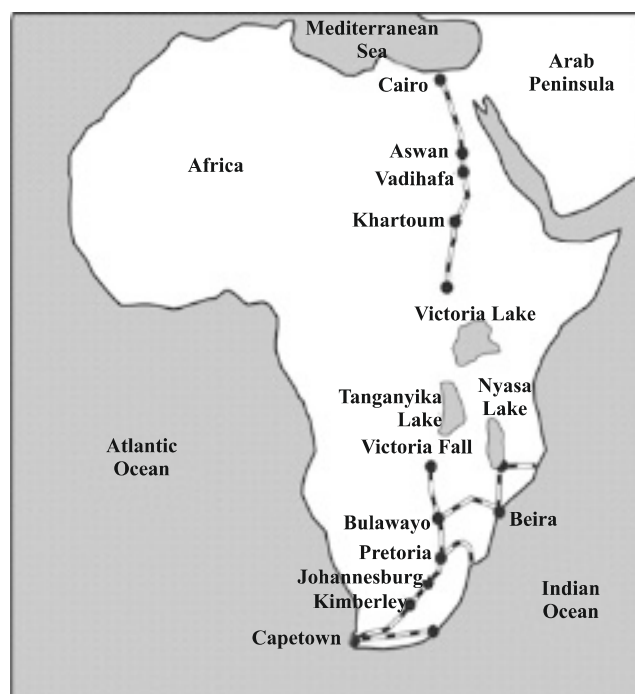 Mediterranean
Sea
Arab
Peninsula
Cairo
Africa
Aswan
Vadihafa
Khartoum
Victoria Lake
Nyasa
Lake
Tanganyika
Lake
Atlantic
Ocean
Victoria Fall
Bulawayo
Beira
Pretoria
Johannesburg
Kimberley
Indian
Ocean
Capetown